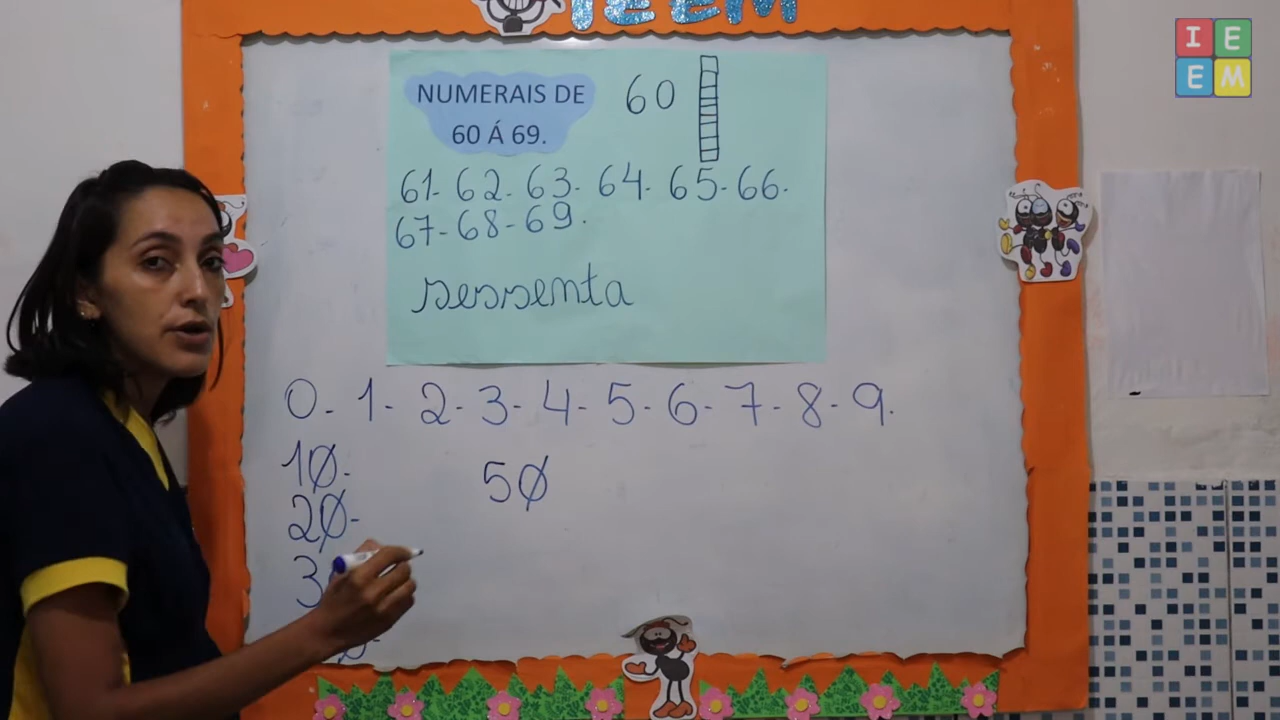 IEEM
I E
E M
NUMERAIS DE
60 Á 69.
60
61-62-63-64-65-66.
67-68-69.
sessenta
0-1-2-3-4-5-6-7-8-9.
10-
50
20-
3